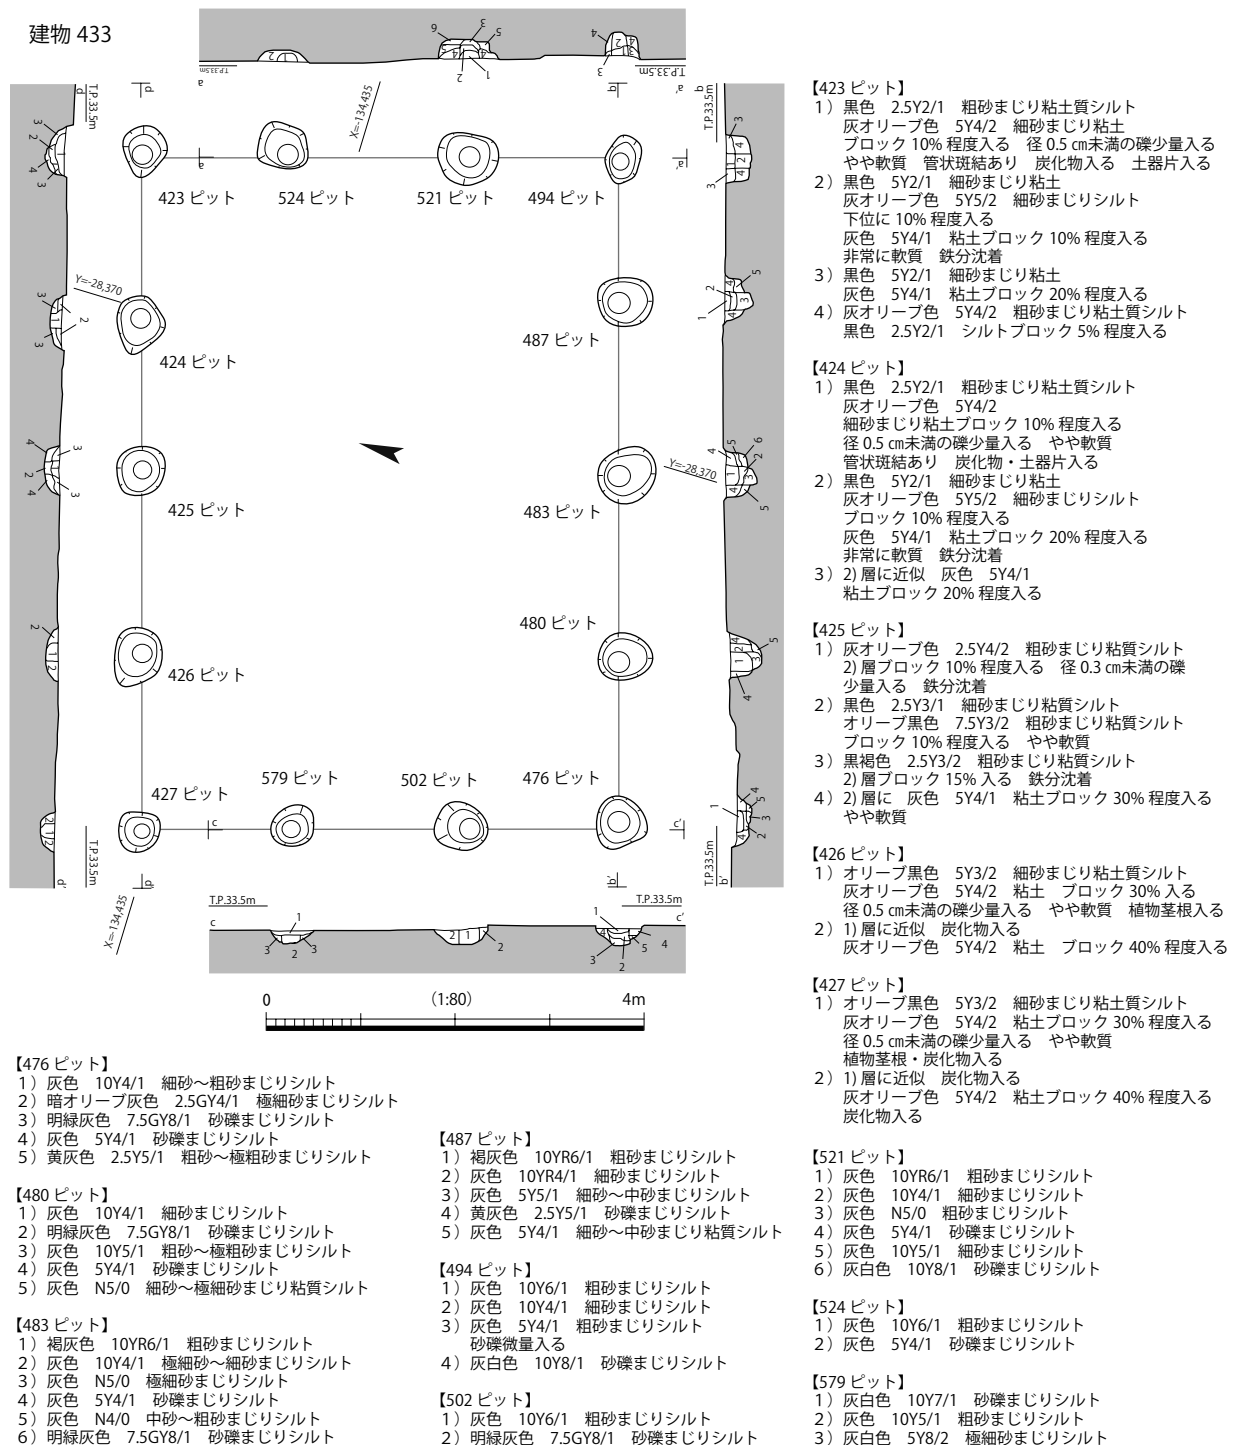 建物 433
T.P.33.5m
T.P.33.5m
a
a'
6
3
5
4
4
2
1
2
4
2
4
3
3
d
d
T.P.33.5m
X=-134,435
b
b
T.P.33.5m
a
a'
423 ピット
524 ピット
521 ピット
494 ピット
Y=-28,370
487 ピット
424 ピット
Y=-28,370
425 ピット
483 ピット
480 ピット
426 ピット
579 ピット
502 ピット
476 ピット
427 ピット
c
c'
T.P.33.5m
T.P.33.5m
d'
d'
b'
b'
X=-134,435
T.P.33.5m
T.P.33.5m
c
c'
1
3
2
3
2
1
2
1
4
3
2
5
4
0
（1:80）
4m
【423 ピット】
1）黒色　2.5Y2/1　粗砂まじり粘土質シルト
灰オリーブ色　5Y4/2　細砂まじり粘土
ブロック 10% 程度入る　径 0.5 ㎝未満の礫少量入る
やや軟質　管状斑結あり　炭化物入る　土器片入る
2）黒色　5Y2/1　細砂まじり粘土
灰オリーブ色　5Y5/2　細砂まじりシルト
下位に 10% 程度入る
灰色　5Y4/1　粘土ブロック 10% 程度入る
非常に軟質　鉄分沈着
3）黒色　5Y2/1　細砂まじり粘土
灰色　5Y4/1　粘土ブロック 20% 程度入る
4）灰オリーブ色　5Y4/2　粗砂まじり粘土質シルト
黒色　2.5Y2/1　シルトブロック 5% 程度入る
【424 ピット】
1）黒色　2.5Y2/1　粗砂まじり粘土質シルト
灰オリーブ色　5Y4/2
細砂まじり粘土ブロック 10% 程度入る
径 0.5 ㎝未満の礫少量入る　やや軟質
管状斑結あり　炭化物・土器片入る
2）黒色　5Y2/1　細砂まじり粘土
灰オリーブ色　5Y5/2　細砂まじりシルト
ブロック 10% 程度入る
灰色　5Y4/1　粘土ブロック 20% 程度入る
非常に軟質　鉄分沈着
3）2) 層に近似　灰色　5Y4/1
粘土ブロック 20% 程度入る
【425 ピット】
1）灰オリーブ色　2.5Y4/2　粗砂まじり粘質シルト
2) 層ブロック 10% 程度入る　径 0.3 ㎝未満の礫
少量入る　鉄分沈着
2）黒色　2.5Y3/1　細砂まじり粘質シルト
オリーブ黒色　7.5Y3/2　粗砂まじり粘質シルト
ブロック 10% 程度入る　やや軟質
3）黒褐色　2.5Y3/2　粗砂まじり粘質シルト
2) 層ブロック 15% 入る　鉄分沈着
4）2) 層に　灰色　5Y4/1　粘土ブロック 30% 程度入る
やや軟質
【426 ピット】
1）オリーブ黒色　5Y3/2　細砂まじり粘土質シルト
灰オリーブ色　5Y4/2　粘土　ブロック 30% 入る
径 0.5 ㎝未満の礫少量入る　やや軟質　植物茎根入る
2）1) 層に近似　炭化物入る
灰オリーブ色　5Y4/2　粘土　ブロック 40% 程度入る
【427 ピット】
1）オリーブ黒色　5Y3/2　細砂まじり粘土質シルト
灰オリーブ色　5Y4/2　粘土ブロック 30% 程度入る
径 0.5 ㎝未満の礫少量入る　やや軟質
植物茎根・炭化物入る
2）1) 層に近似　炭化物入る
灰オリーブ色　5Y4/2　粘土ブロック 40% 程度入る
炭化物入る
【476 ピット】
1）灰色　10Y4/1　細砂～粗砂まじりシルト
2）暗オリーブ灰色　2.5GY4/1　極細砂まじりシルト
3）明緑灰色　7.5GY8/1　砂礫まじりシルト
4）灰色　5Y4/1　砂礫まじりシルト
5）黄灰色　2.5Y5/1　粗砂～極粗砂まじりシルト
【480 ピット】
1）灰色　10Y4/1　細砂まじりシルト
2）明緑灰色　7.5GY8/1　砂礫まじりシルト
3）灰色　10Y5/1　粗砂～極粗砂まじりシルト
4）灰色　5Y4/1　砂礫まじりシルト
5）灰色　N5/0　細砂～極細砂まじり粘質シルト
【483 ピット】
1）褐灰色　10YR6/1　粗砂まじりシルト
2）灰色　10Y4/1　極細砂～細砂まじりシルト
3）灰色　N5/0　極細砂まじりシルト
4）灰色　5Y4/1　砂礫まじりシルト
5）灰色　N4/0　中砂～粗砂まじりシルト
6）明緑灰色　7.5GY8/1　砂礫まじりシルト
【487 ピット】
1）褐灰色　10YR6/1　粗砂まじりシルト
2）灰色　10YR4/1　細砂まじりシルト
3）灰色　5Y5/1　細砂～中砂まじりシルト
4）黄灰色　2.5Y5/1　砂礫まじりシルト
5）灰色　5Y4/1　細砂～中砂まじり粘質シルト
【494 ピット】
1）灰色　10Y6/1　粗砂まじりシルト
2）灰色　10Y4/1　細砂まじりシルト
3）灰色　5Y4/1　粗砂まじりシルト
砂礫微量入る
4）灰白色　10Y8/1　砂礫まじりシルト
【502 ピット】
1）灰色　10Y6/1　粗砂まじりシルト
2）明緑灰色　7.5GY8/1　砂礫まじりシルト
【521 ピット】
1）灰色　10YR6/1　粗砂まじりシルト
2）灰色　10Y4/1　細砂まじりシルト
3）灰色　N5/0　粗砂まじりシルト
4）灰色　5Y4/1　砂礫まじりシルト
5）灰色　10Y5/1　細砂まじりシルト
6）灰白色　10Y8/1　砂礫まじりシルト
【524 ピット】
1）灰色　10Y6/1　粗砂まじりシルト
2）灰色　5Y4/1　砂礫まじりシルト
【579 ピット】
1）灰白色　10Y7/1　砂礫まじりシルト
2）灰色　10Y5/1　粗砂まじりシルト
3）灰白色　5Y8/2　極細砂まじりシルト